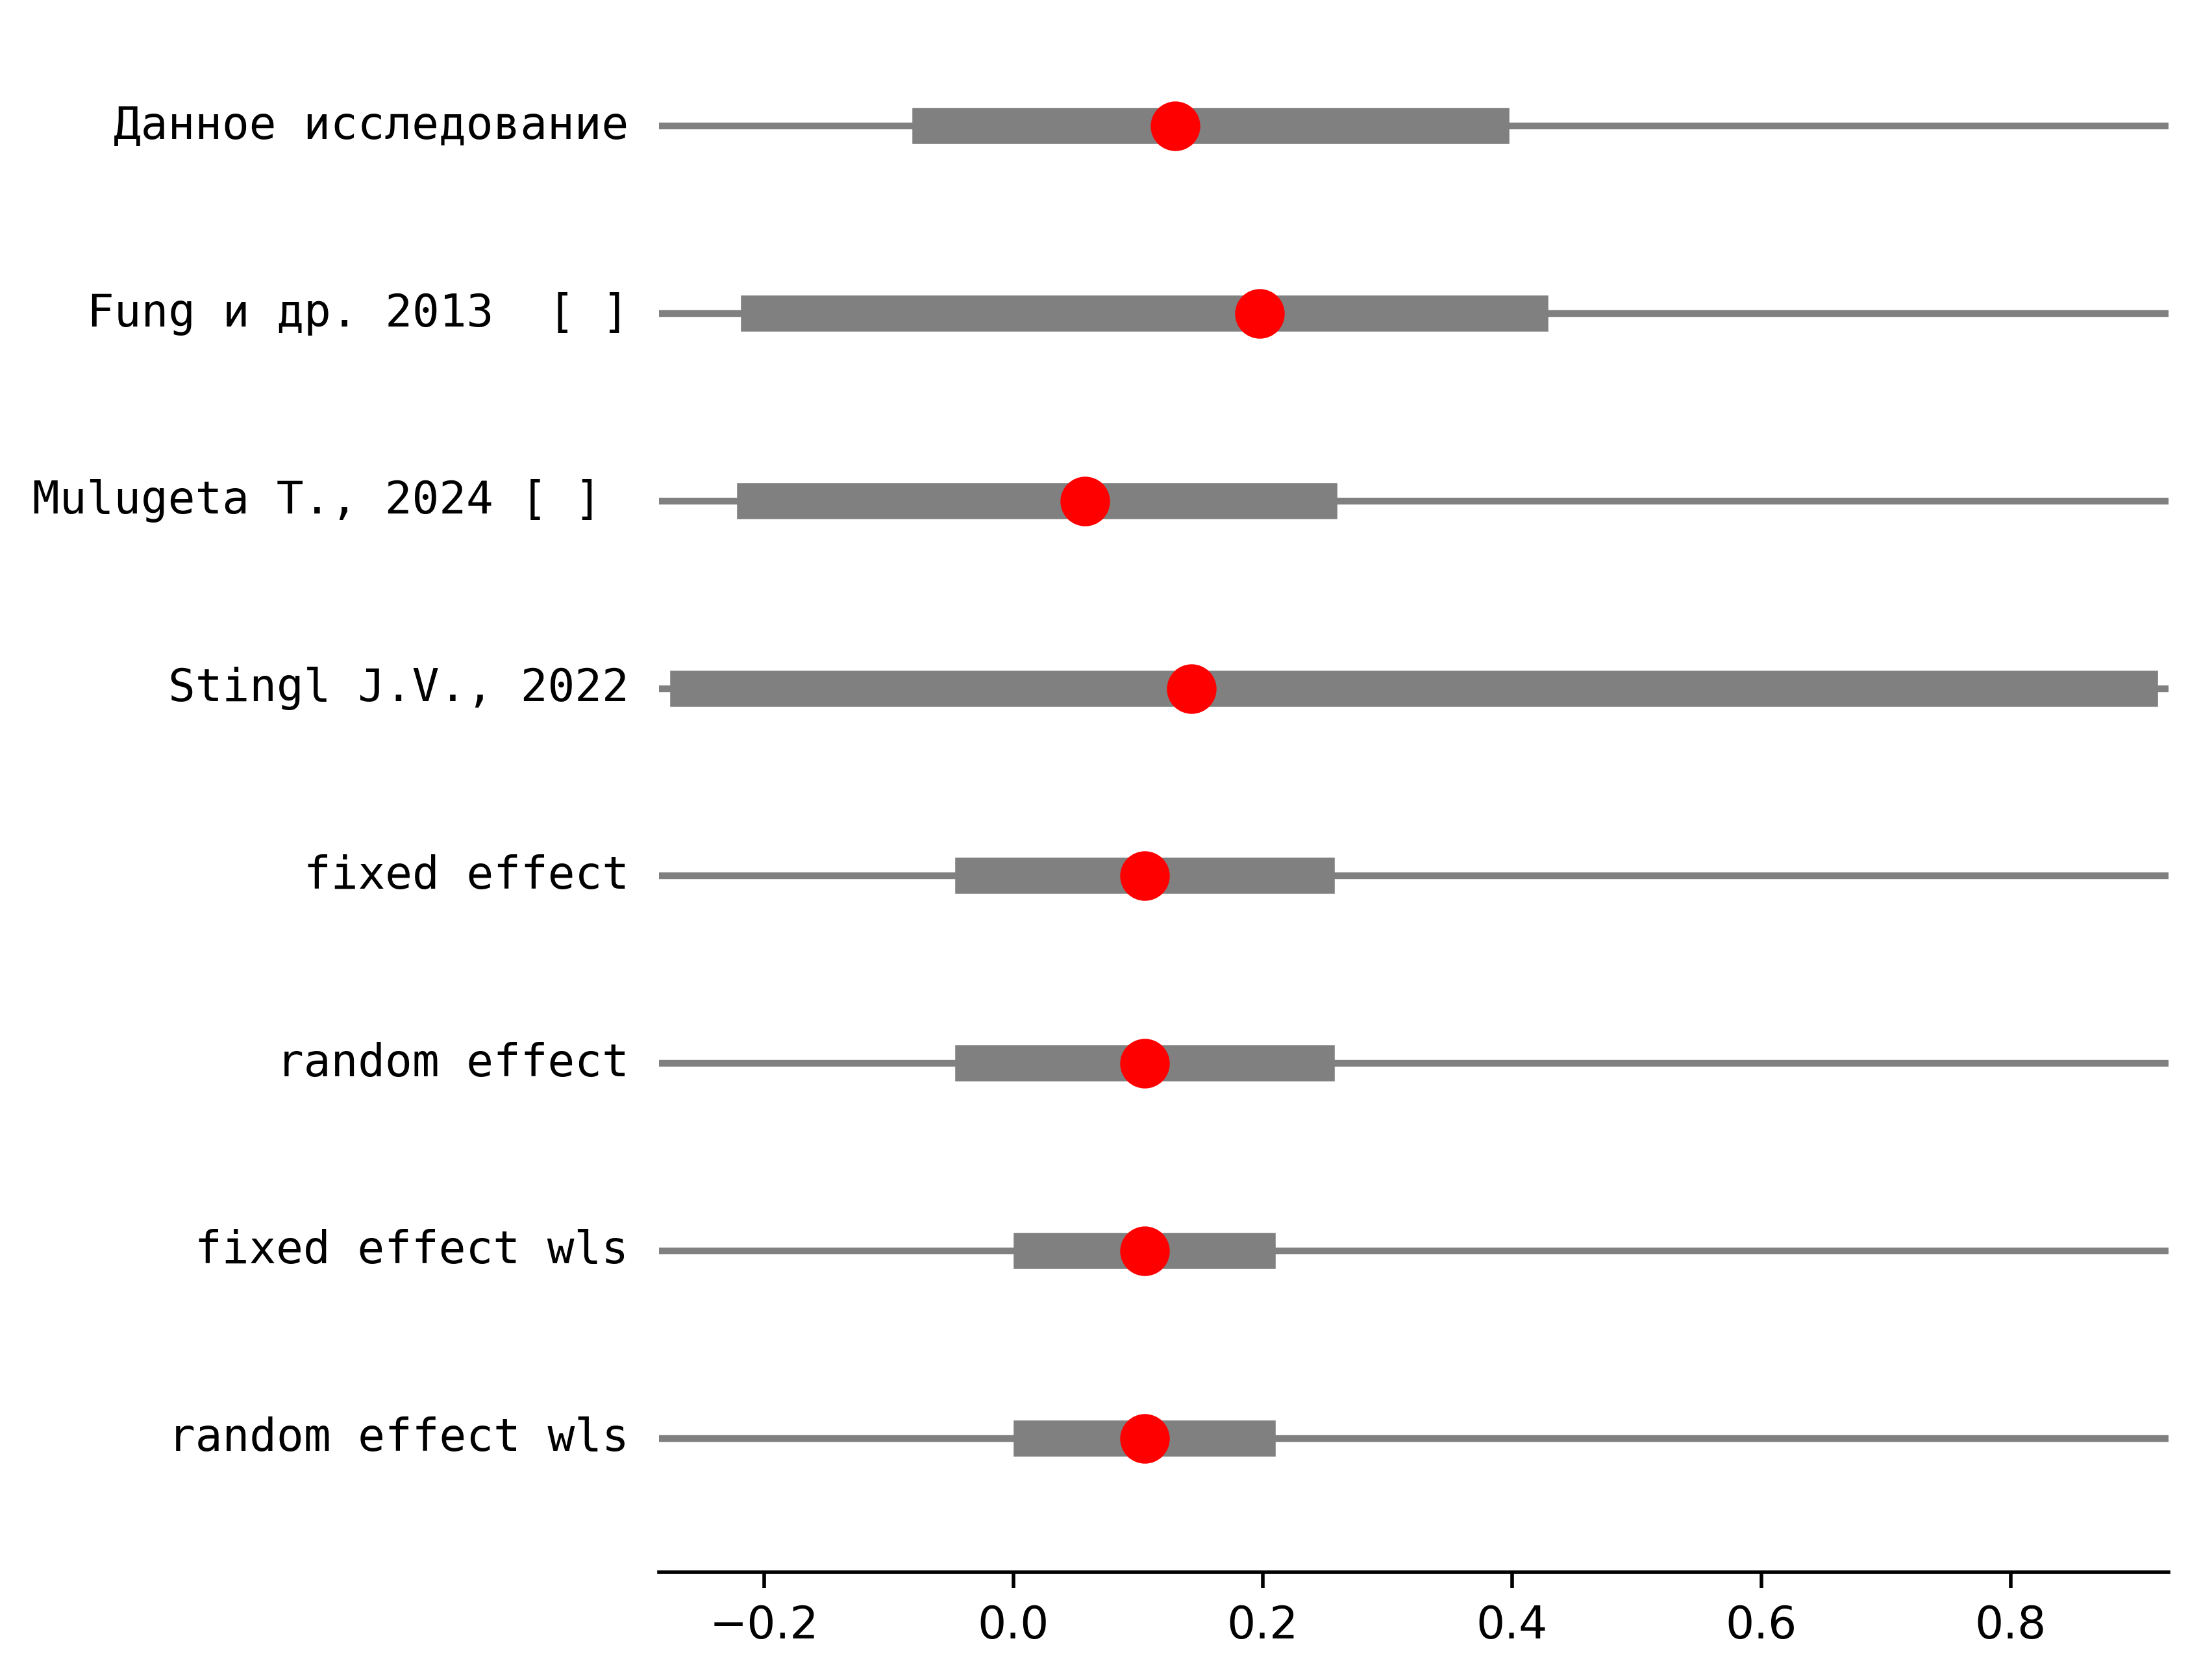 Данное исследование
Fung и др. 2013  [ ]
Mulugeta T., 2024 [ ]
Stingl J.V., 2022
fixed effect
random effect
fixed effect wls
random effect wls
−0.2 0.0 0.2 0.4 0.6 0.8